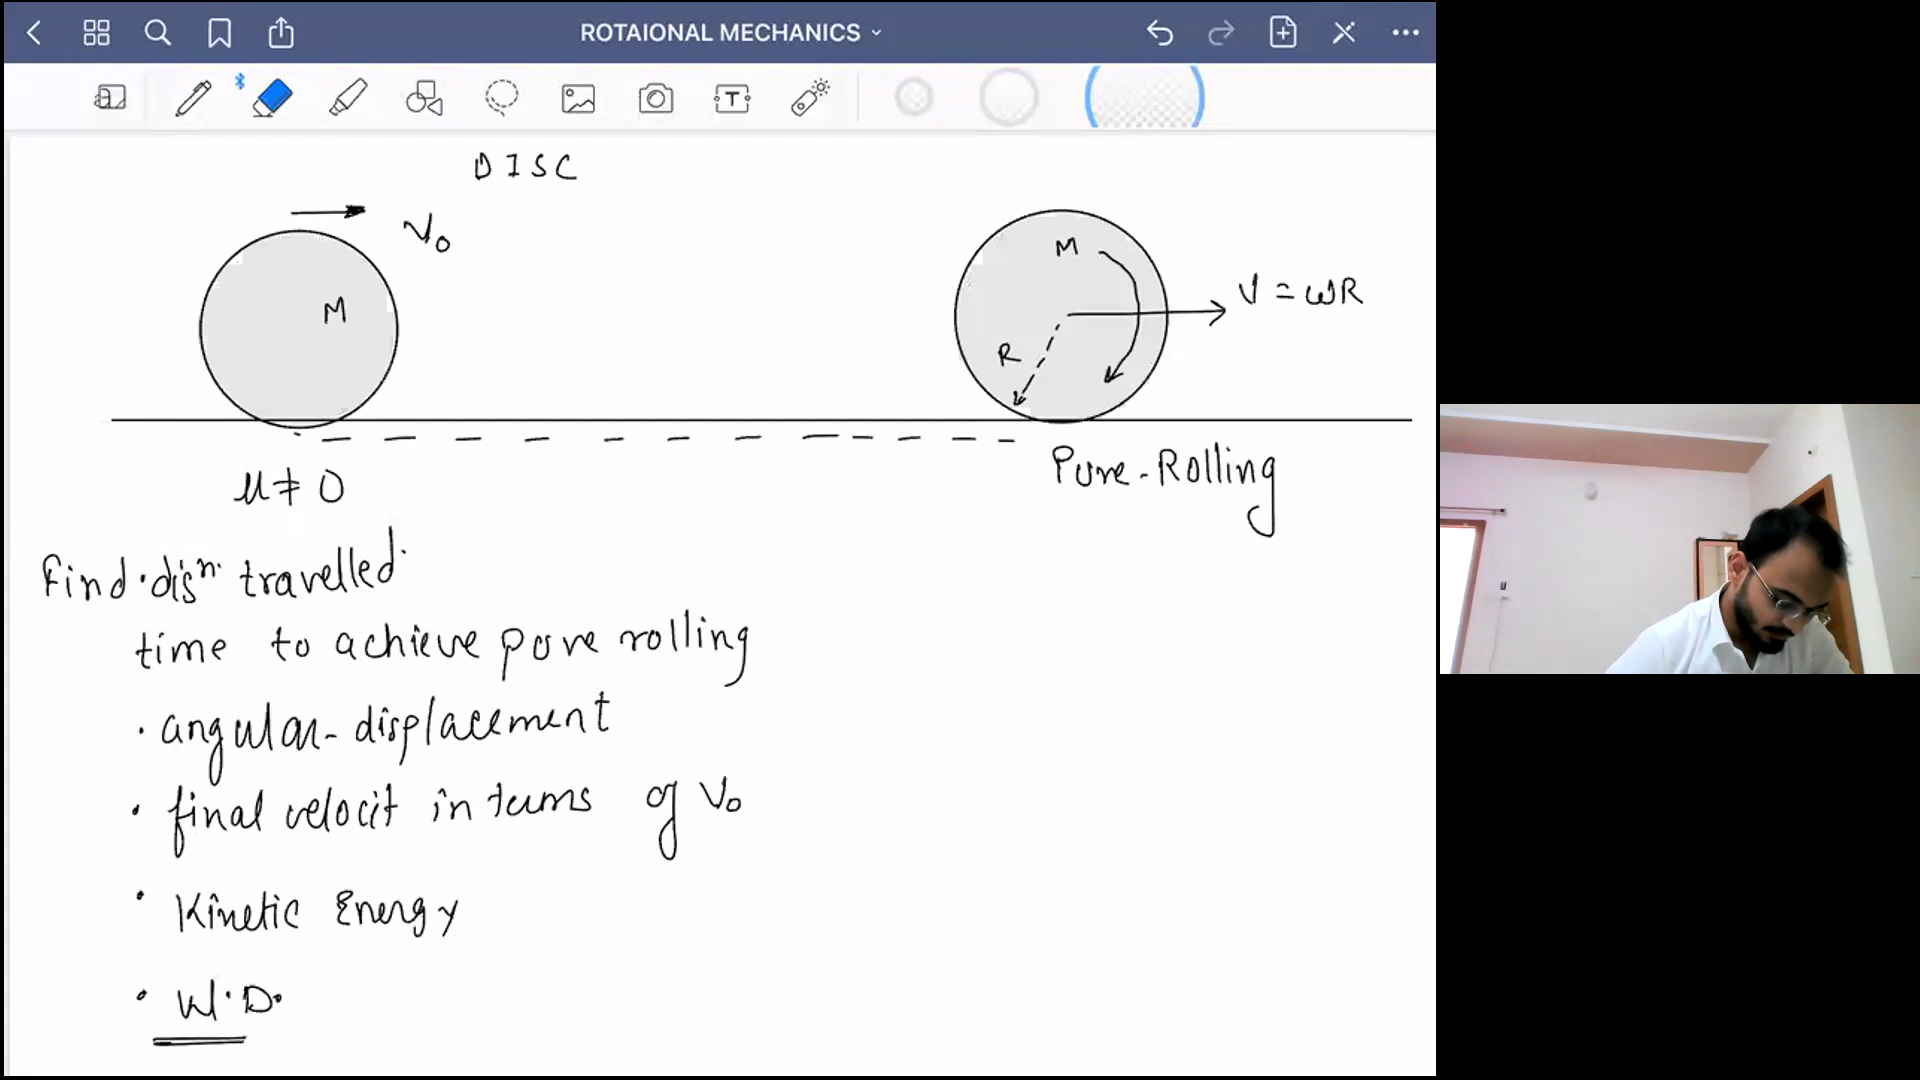 ROTAIONAL MECHANICS
DISC
V₀
M
M
R
V = ωR
μ ≠ 0
Pure-Rolling
Find disⁿ travelled
time to achieve pure rolling
• angular-displacement
• final velocit in terms of V₀
• Kinetic Energy
• W.D.